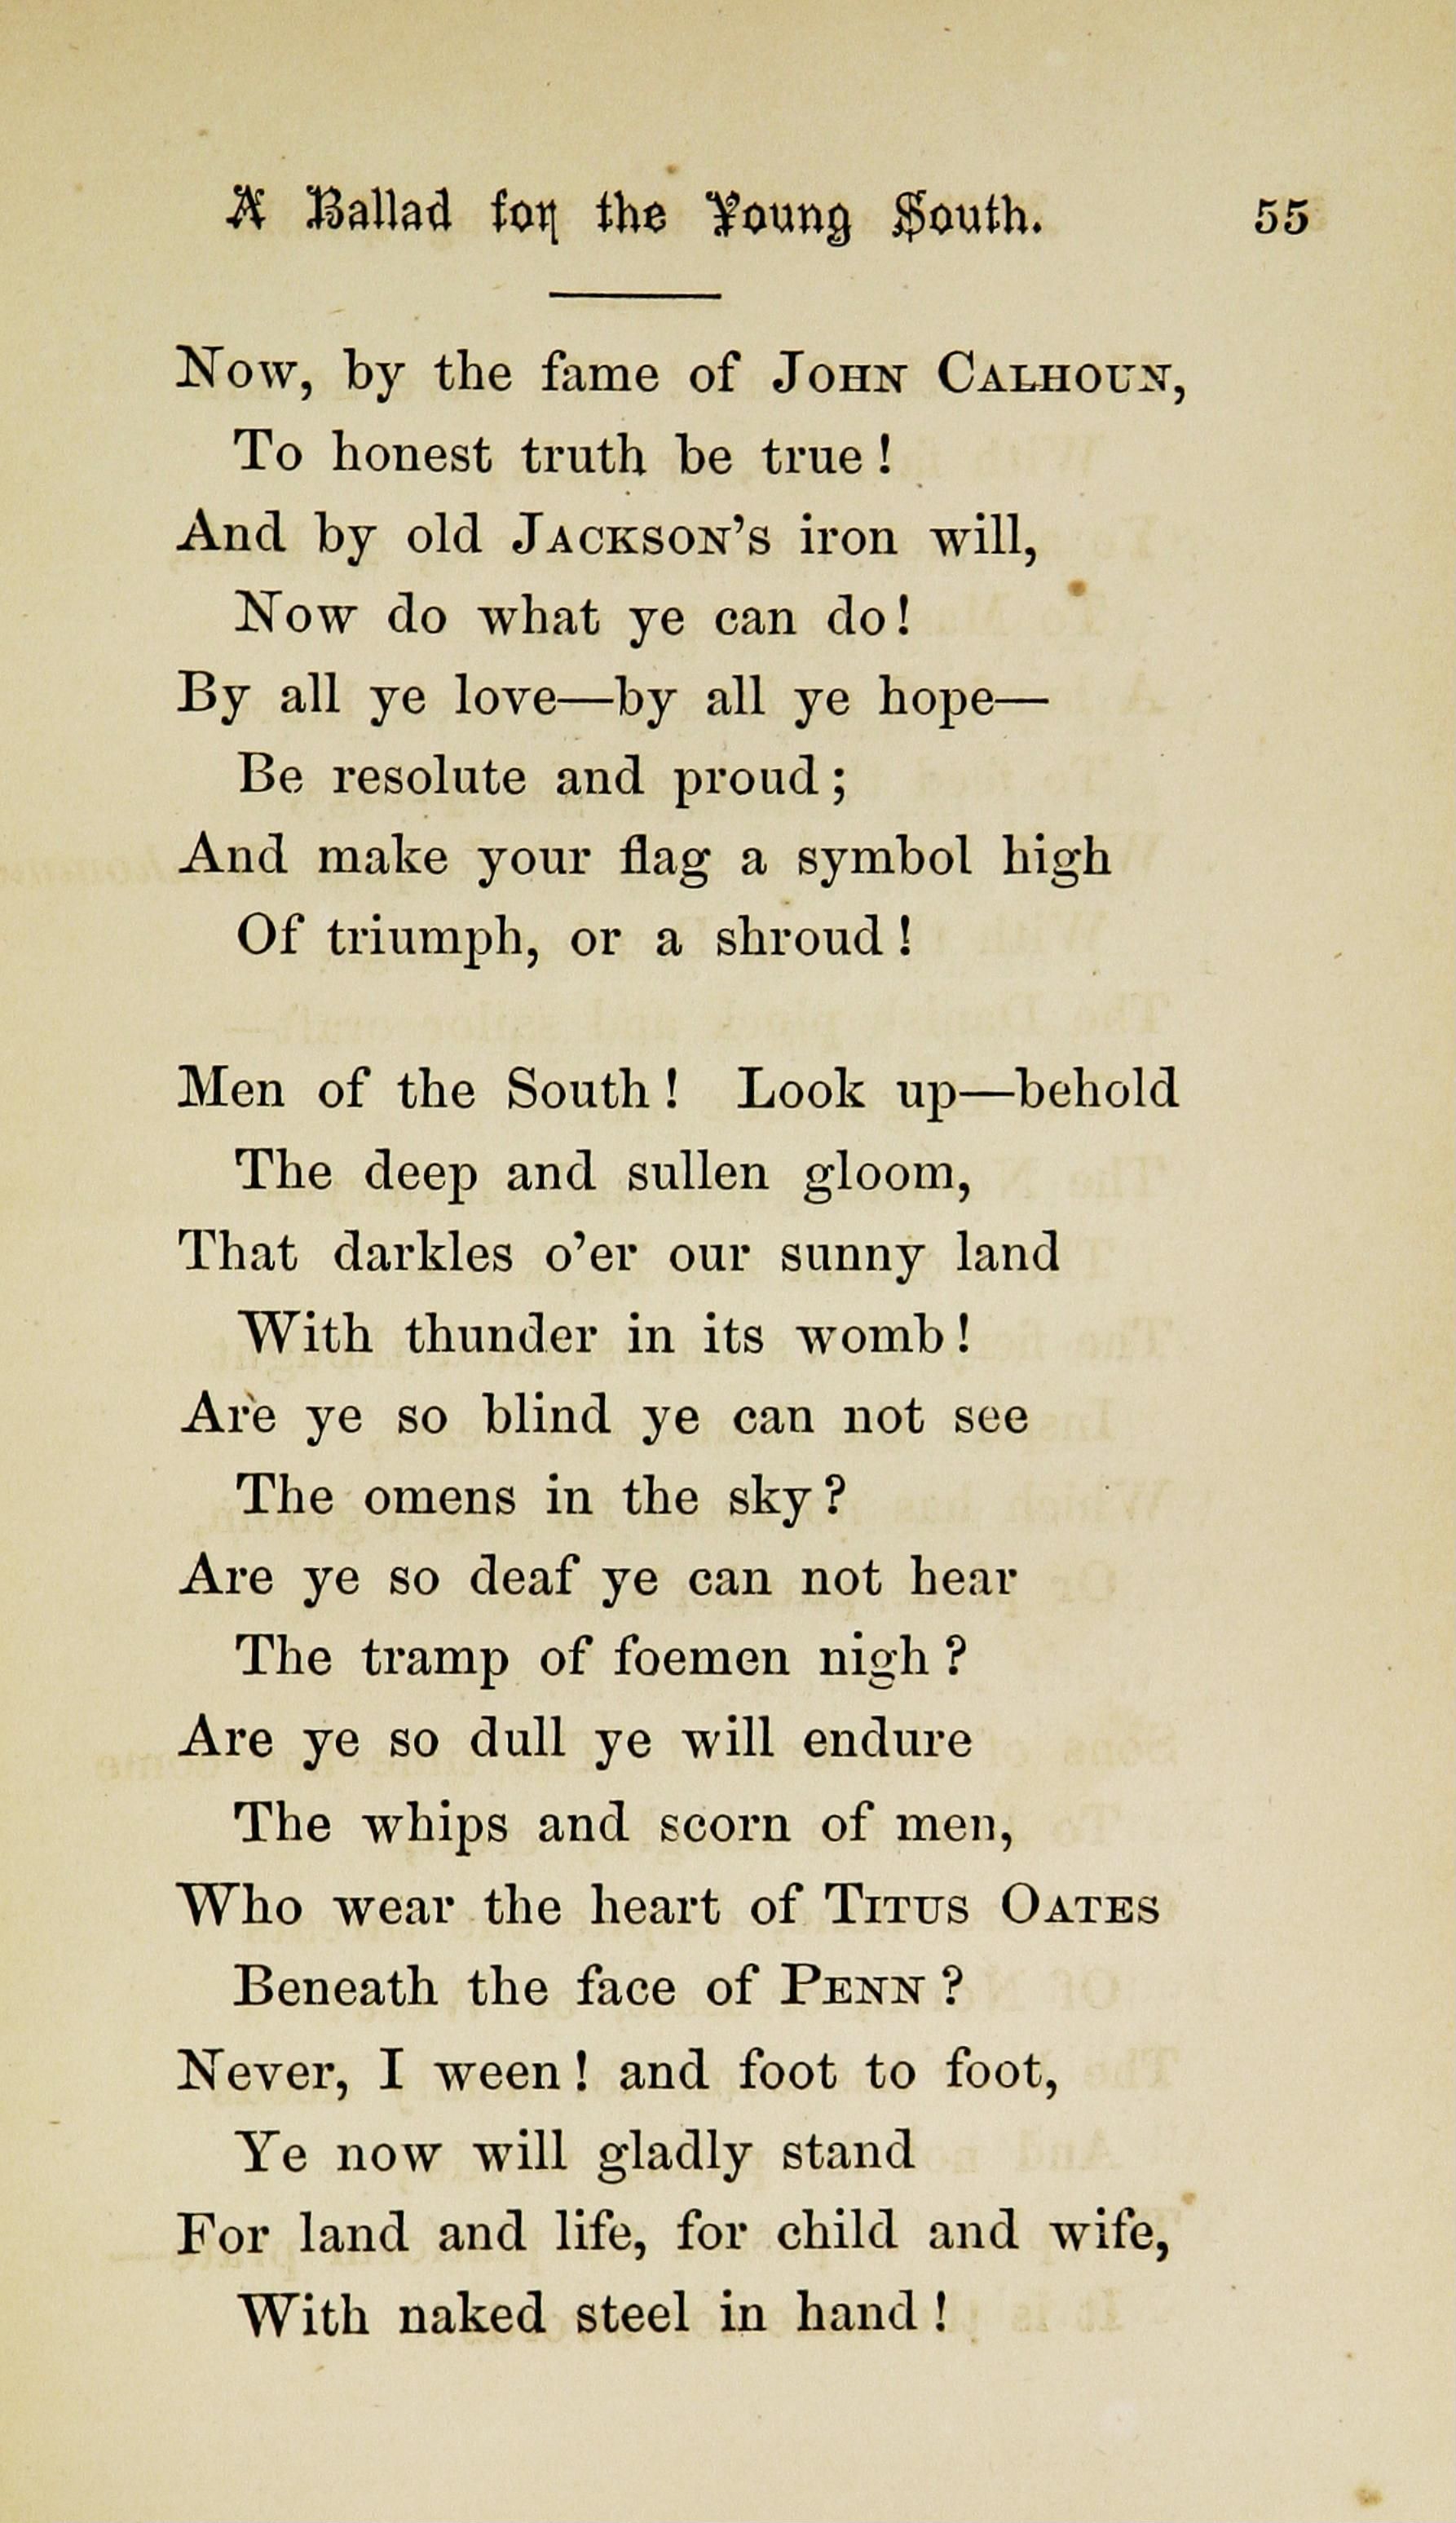 A Ballad for the Young South. 55
Now, by the fame of JOHN CALHOUN,
To honest truth be true!
And by old JACKSON'S iron will,
Now do what ye can do!
By all ye love—by all ye hope—
Be resolute and proud;
And make your flag a symbol high
Of triumph, or a shroud!
Men of the South! Look up—behold
The deep and sullen gloom,
That darkles o'er our sunny land
With thunder in its womb!
Are ye so blind ye can not see
The omens in the sky?
Are ye so deaf ye can not hear
The tramp of foemen nigh?
Are ye so dull ye will endure
The whips and scorn of men,
Who wear the heart of TITUS OATES
Beneath the face of PENN?
Never, I ween! and foot to foot,
Ye now will gladly stand
For land and life, for child and wife,
With naked steel in hand!